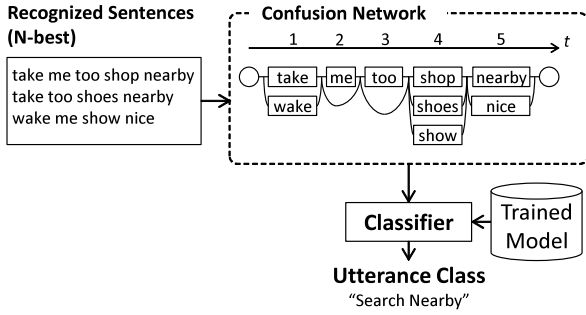 Recognized Sentences
(N-best)
take me too shop nearby
take too shoes nearby
wake me show nice
Confusion Network
1 2 3 4 5 t
take me too shop nearby
wake shoes nice
show
Classifier
Trained
Model
Utterance Class
“Search Nearby”